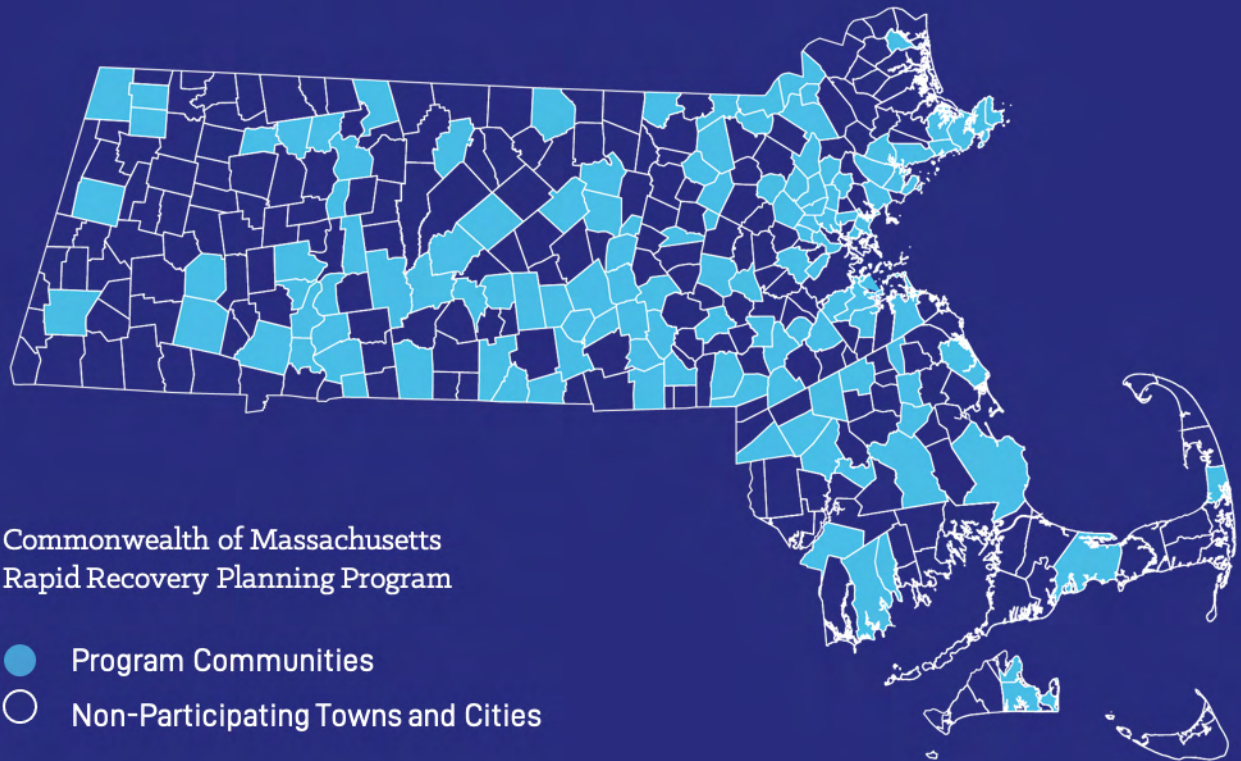 Commonwealth of Massachusetts
Rapid Recovery Planning Program
Program Communities
Non-Participating Towns and Cities